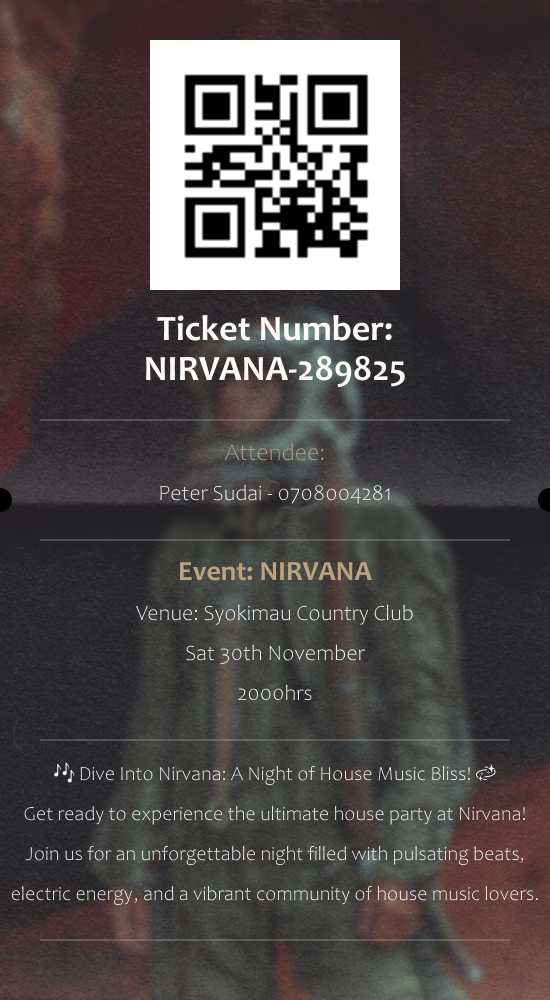 Ticket Number:
NIRVANA-289825
Attendee:
Peter Sudai - 0708004281
Event: NIRVANA
Venue: Syokimau Country Club
Sat 30th November
2000hrs
🎶 Dive Into Nirvana: A Night of House Music Bliss! 💫
Get ready to experience the ultimate house party at Nirvana!
Join us for an unforgettable night filled with pulsating beats,
electric energy, and a vibrant community of house music lovers.